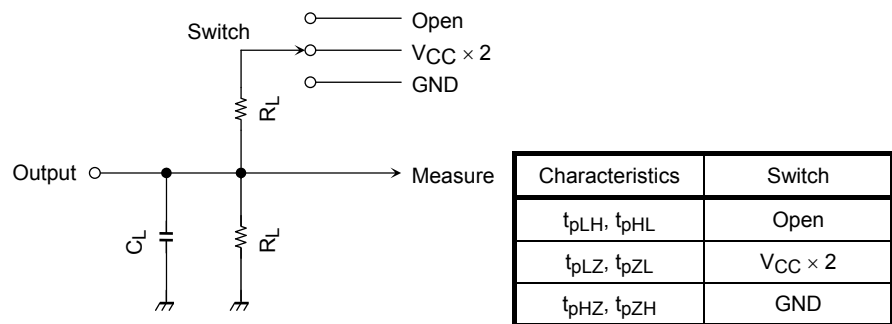 Open
Switch
VCC × 2
GND
RL
Output
Measure
CL
RL
Characteristics Switch
tpLH, tpHL Open
tpLZ, tpZL VCC × 2
tpHZ, tpZH GND